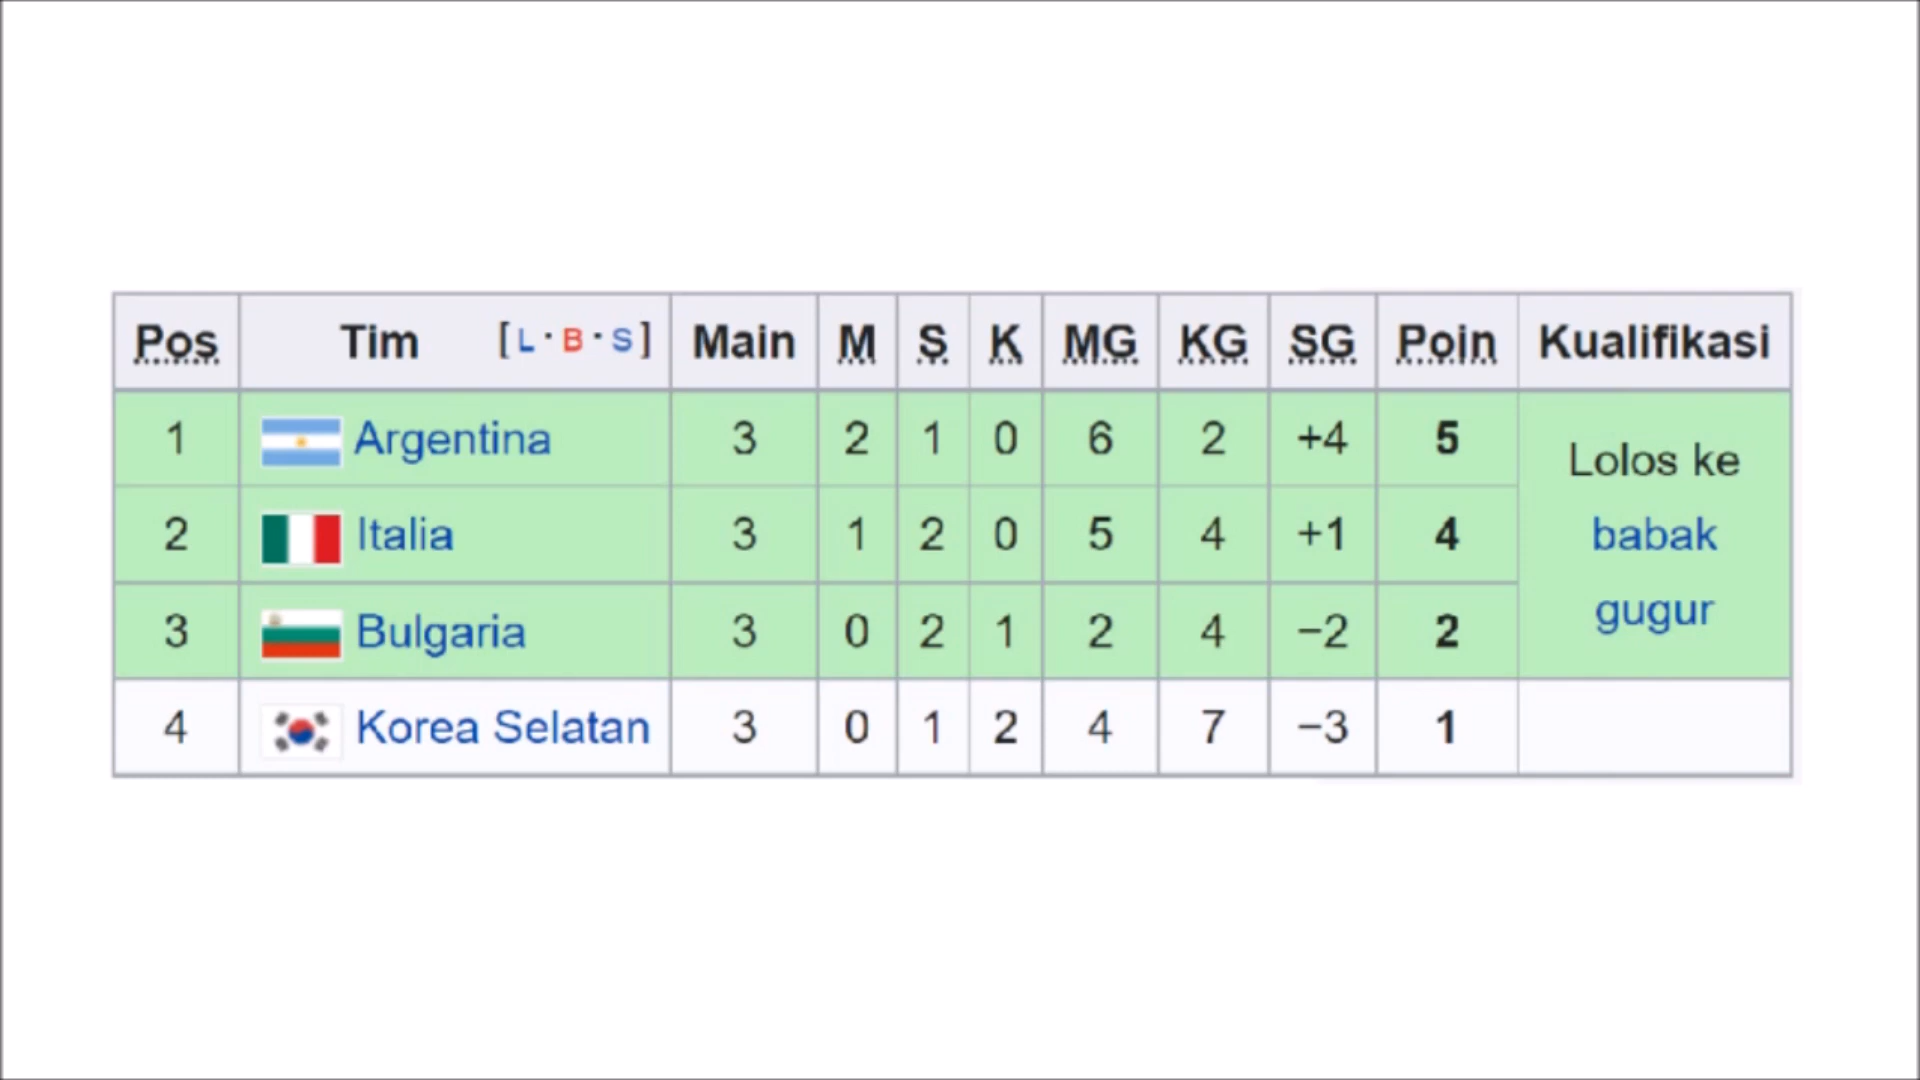 Pos Tim [L · B · S] Main M S K MG KG SG Poin Kualifikasi
1 Argentina 3 2 1 0 6 2 +4 5 Lolos ke
2 Italia 3 1 2 0 5 4 +1 4 babak
3 Bulgaria 3 0 2 1 2 4 −2 2 gugur
4 Korea Selatan 3 0 1 2 4 7 −3 1